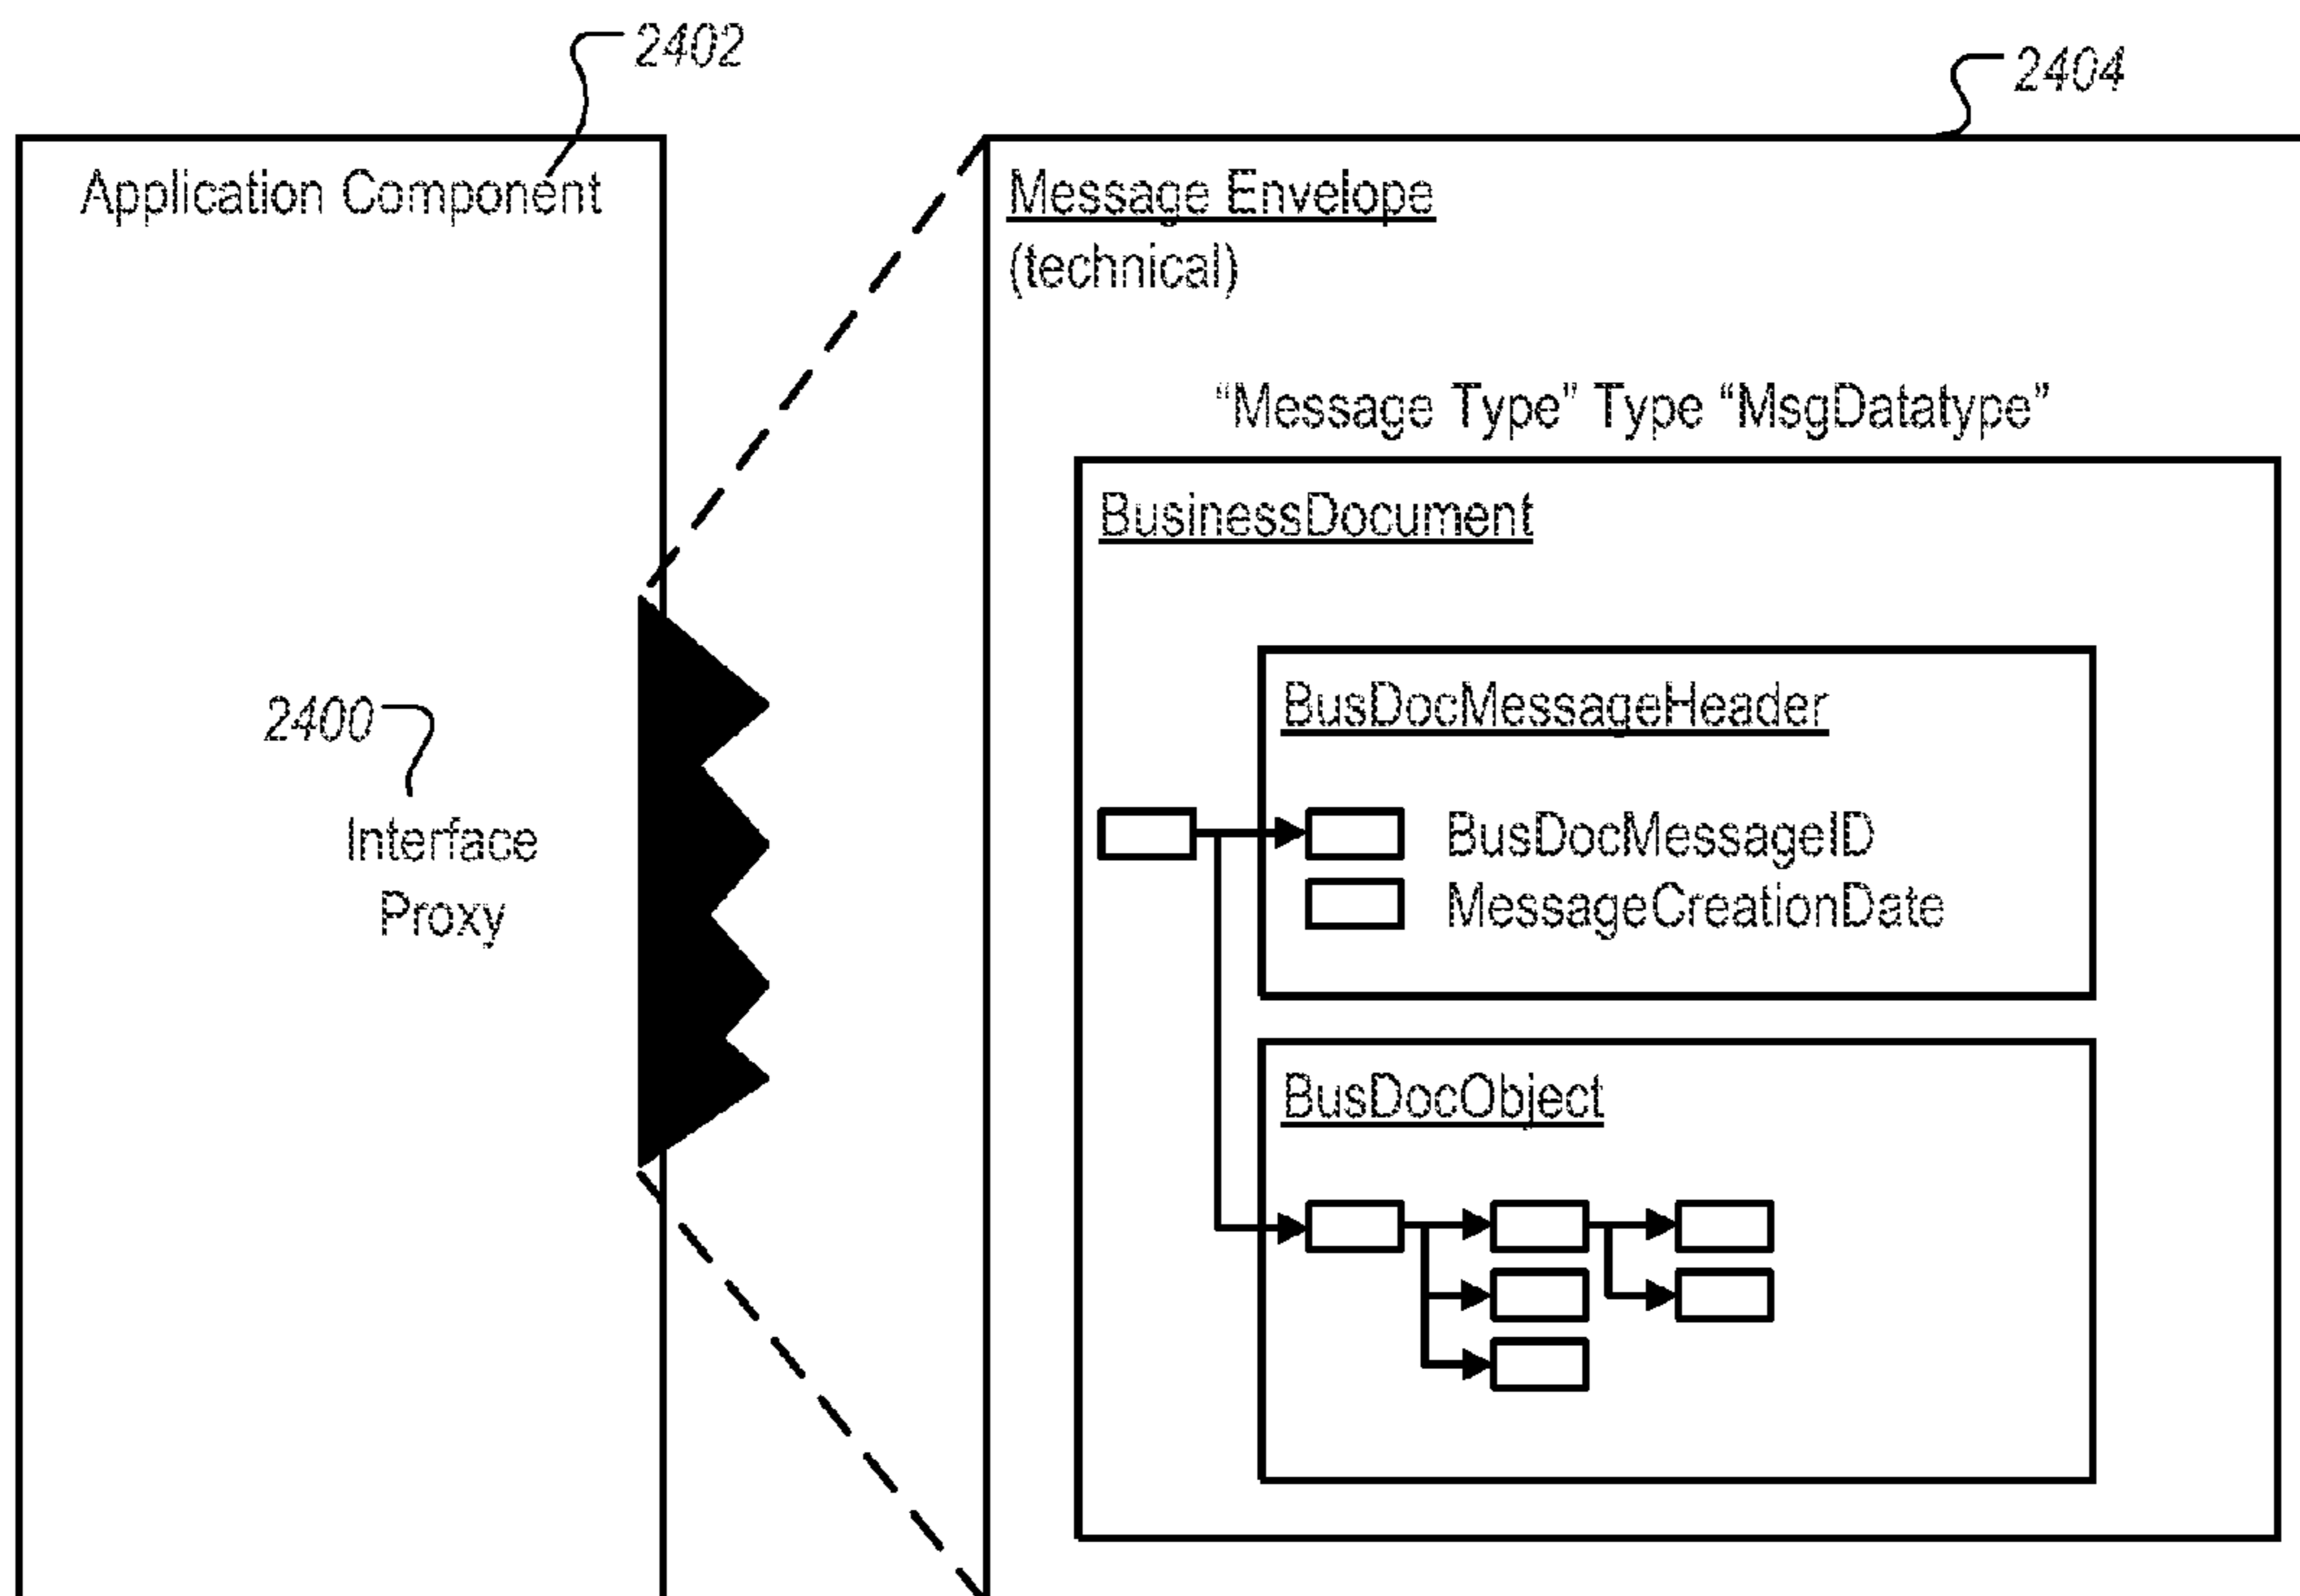 2402
2404
Application Component
Message Envelope
(technical)
“Message Type” Type “MsgDatatype”
BusinessDocument
BusDocMessageHeader
2400
Interface
Proxy
BusDocMessageID
MessageCreationDate
BusDocObject